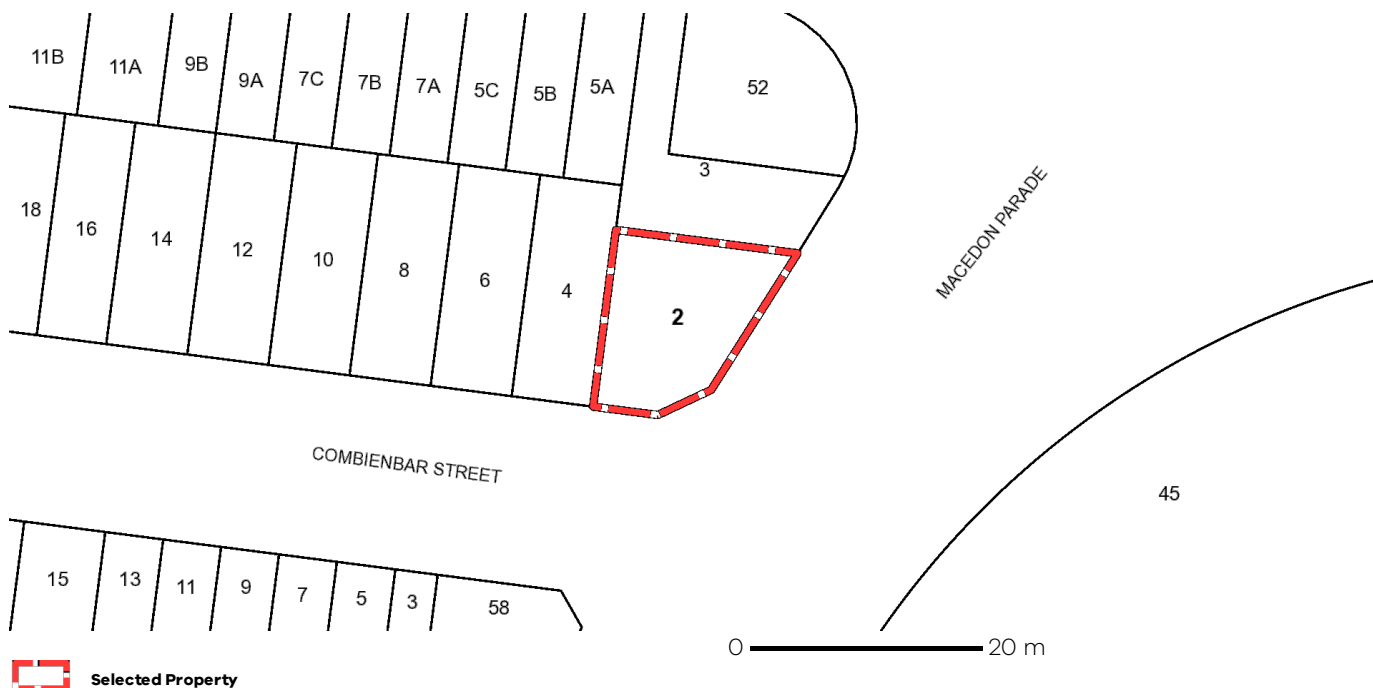 11B
11A
9B
9A
7C
7B
7A
5C
5B
5A
52
3
18
16
14
12
10
8
6
4
2
MACEDON PARADE
COMBIENBAR STREET
45
15
13
11
9
7
5
3
58
0 20 m
Selected Property